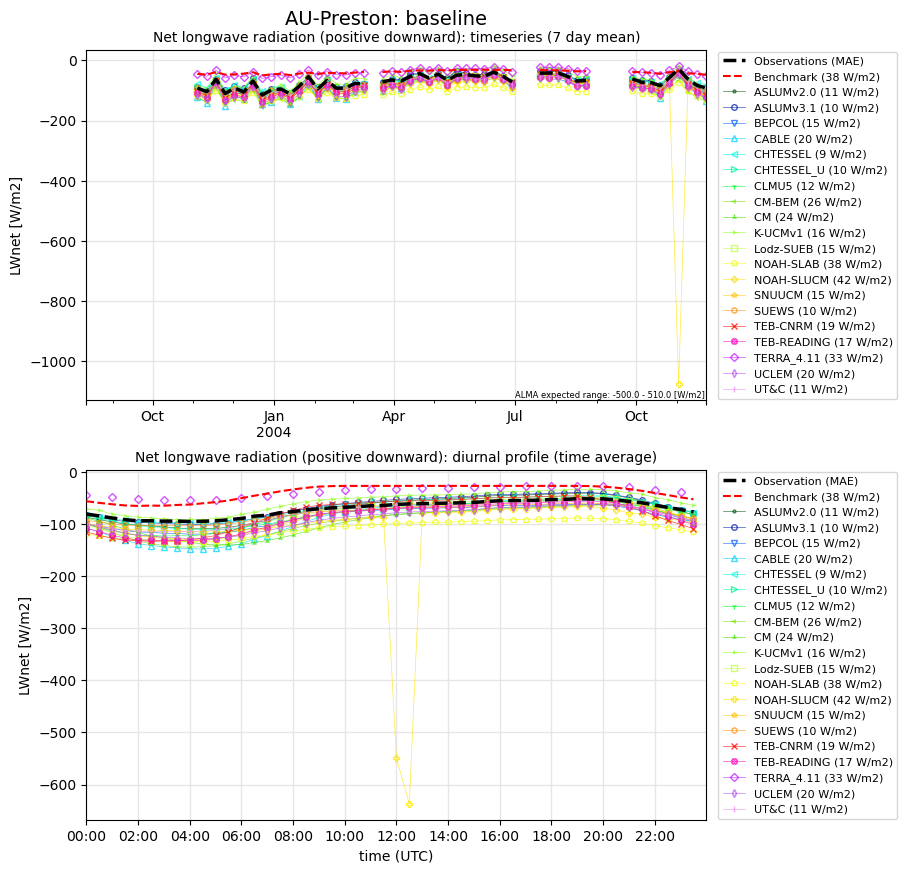 AU-Preston: baseline
Net longwave radiation (positive downward): timeseries (7 day mean)
LWnet [W/m2]
0
−200
−400
−600
−800
−1000
Oct
Jan
2004
Apr
Jul
Oct
ALMA expected range: -500.0 - 510.0 [W/m2]
Observations (MAE)
Benchmark (38 W/m2)
ASLUMv2.0 (11 W/m2)
ASLUMv3.1 (10 W/m2)
BEPCOL (15 W/m2)
CABLE (20 W/m2)
CHTESSEL (9 W/m2)
CHTESSEL_U (10 W/m2)
CLMU5 (12 W/m2)
CM-BEM (26 W/m2)
CM (24 W/m2)
K-UCMv1 (16 W/m2)
Lodz-SUEB (15 W/m2)
NOAH-SLAB (38 W/m2)
NOAH-SLUCM (42 W/m2)
SNUUCM (15 W/m2)
SUEWS (10 W/m2)
TEB-CNRM (19 W/m2)
TEB-READING (17 W/m2)
TERRA_4.11 (33 W/m2)
UCLEM (20 W/m2)
UT&C (11 W/m2)
Net longwave radiation (positive downward): diurnal profile (time average)
LWnet [W/m2]
0
−100
−200
−300
−400
−500
−600
00:00
02:00
04:00
06:00
08:00
10:00
12:00
14:00
16:00
18:00
20:00
22:00
time (UTC)
Observation (MAE)
Benchmark (38 W/m2)
ASLUMv2.0 (11 W/m2)
ASLUMv3.1 (10 W/m2)
BEPCOL (15 W/m2)
CABLE (20 W/m2)
CHTESSEL (9 W/m2)
CHTESSEL_U (10 W/m2)
CLMU5 (12 W/m2)
CM-BEM (26 W/m2)
CM (24 W/m2)
K-UCMv1 (16 W/m2)
Lodz-SUEB (15 W/m2)
NOAH-SLAB (38 W/m2)
NOAH-SLUCM (42 W/m2)
SNUUCM (15 W/m2)
SUEWS (10 W/m2)
TEB-CNRM (19 W/m2)
TEB-READING (17 W/m2)
TERRA_4.11 (33 W/m2)
UCLEM (20 W/m2)
UT&C (11 W/m2)